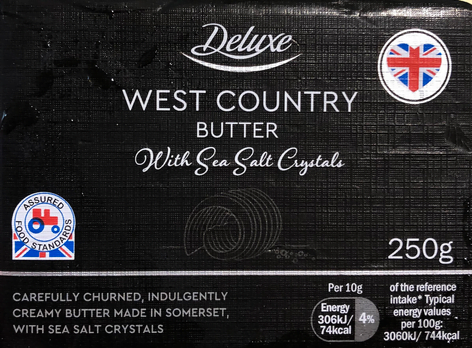 Deluxe
WEST COUNTRY
BUTTER
With Sea Salt Crystals
ASSURED
FOOD STANDARDS
250g
CAREFULLY CHURNED, INDULGENTLY
CREAMY BUTTER MADE IN SOMERSET,
WITH SEA SALT CRYSTALS
Per 10g
Energy
306kJ/
74kcal
4%
of the reference
intake* Typical
energy values
per 100g:
3060kJ/ 744kcal